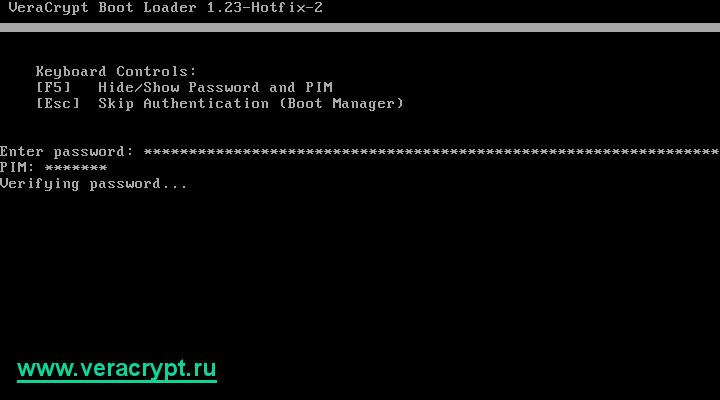 VeraCrypt Boot Loader 1.23-Hotfix-2
Keyboard Controls:
[F5] Hide/Show Password and PIM
[Esc] Skip Authentication (Boot Manager)
Enter password: ****************************************************************
PIM: *******
Verifying password...
www.veracrypt.ru